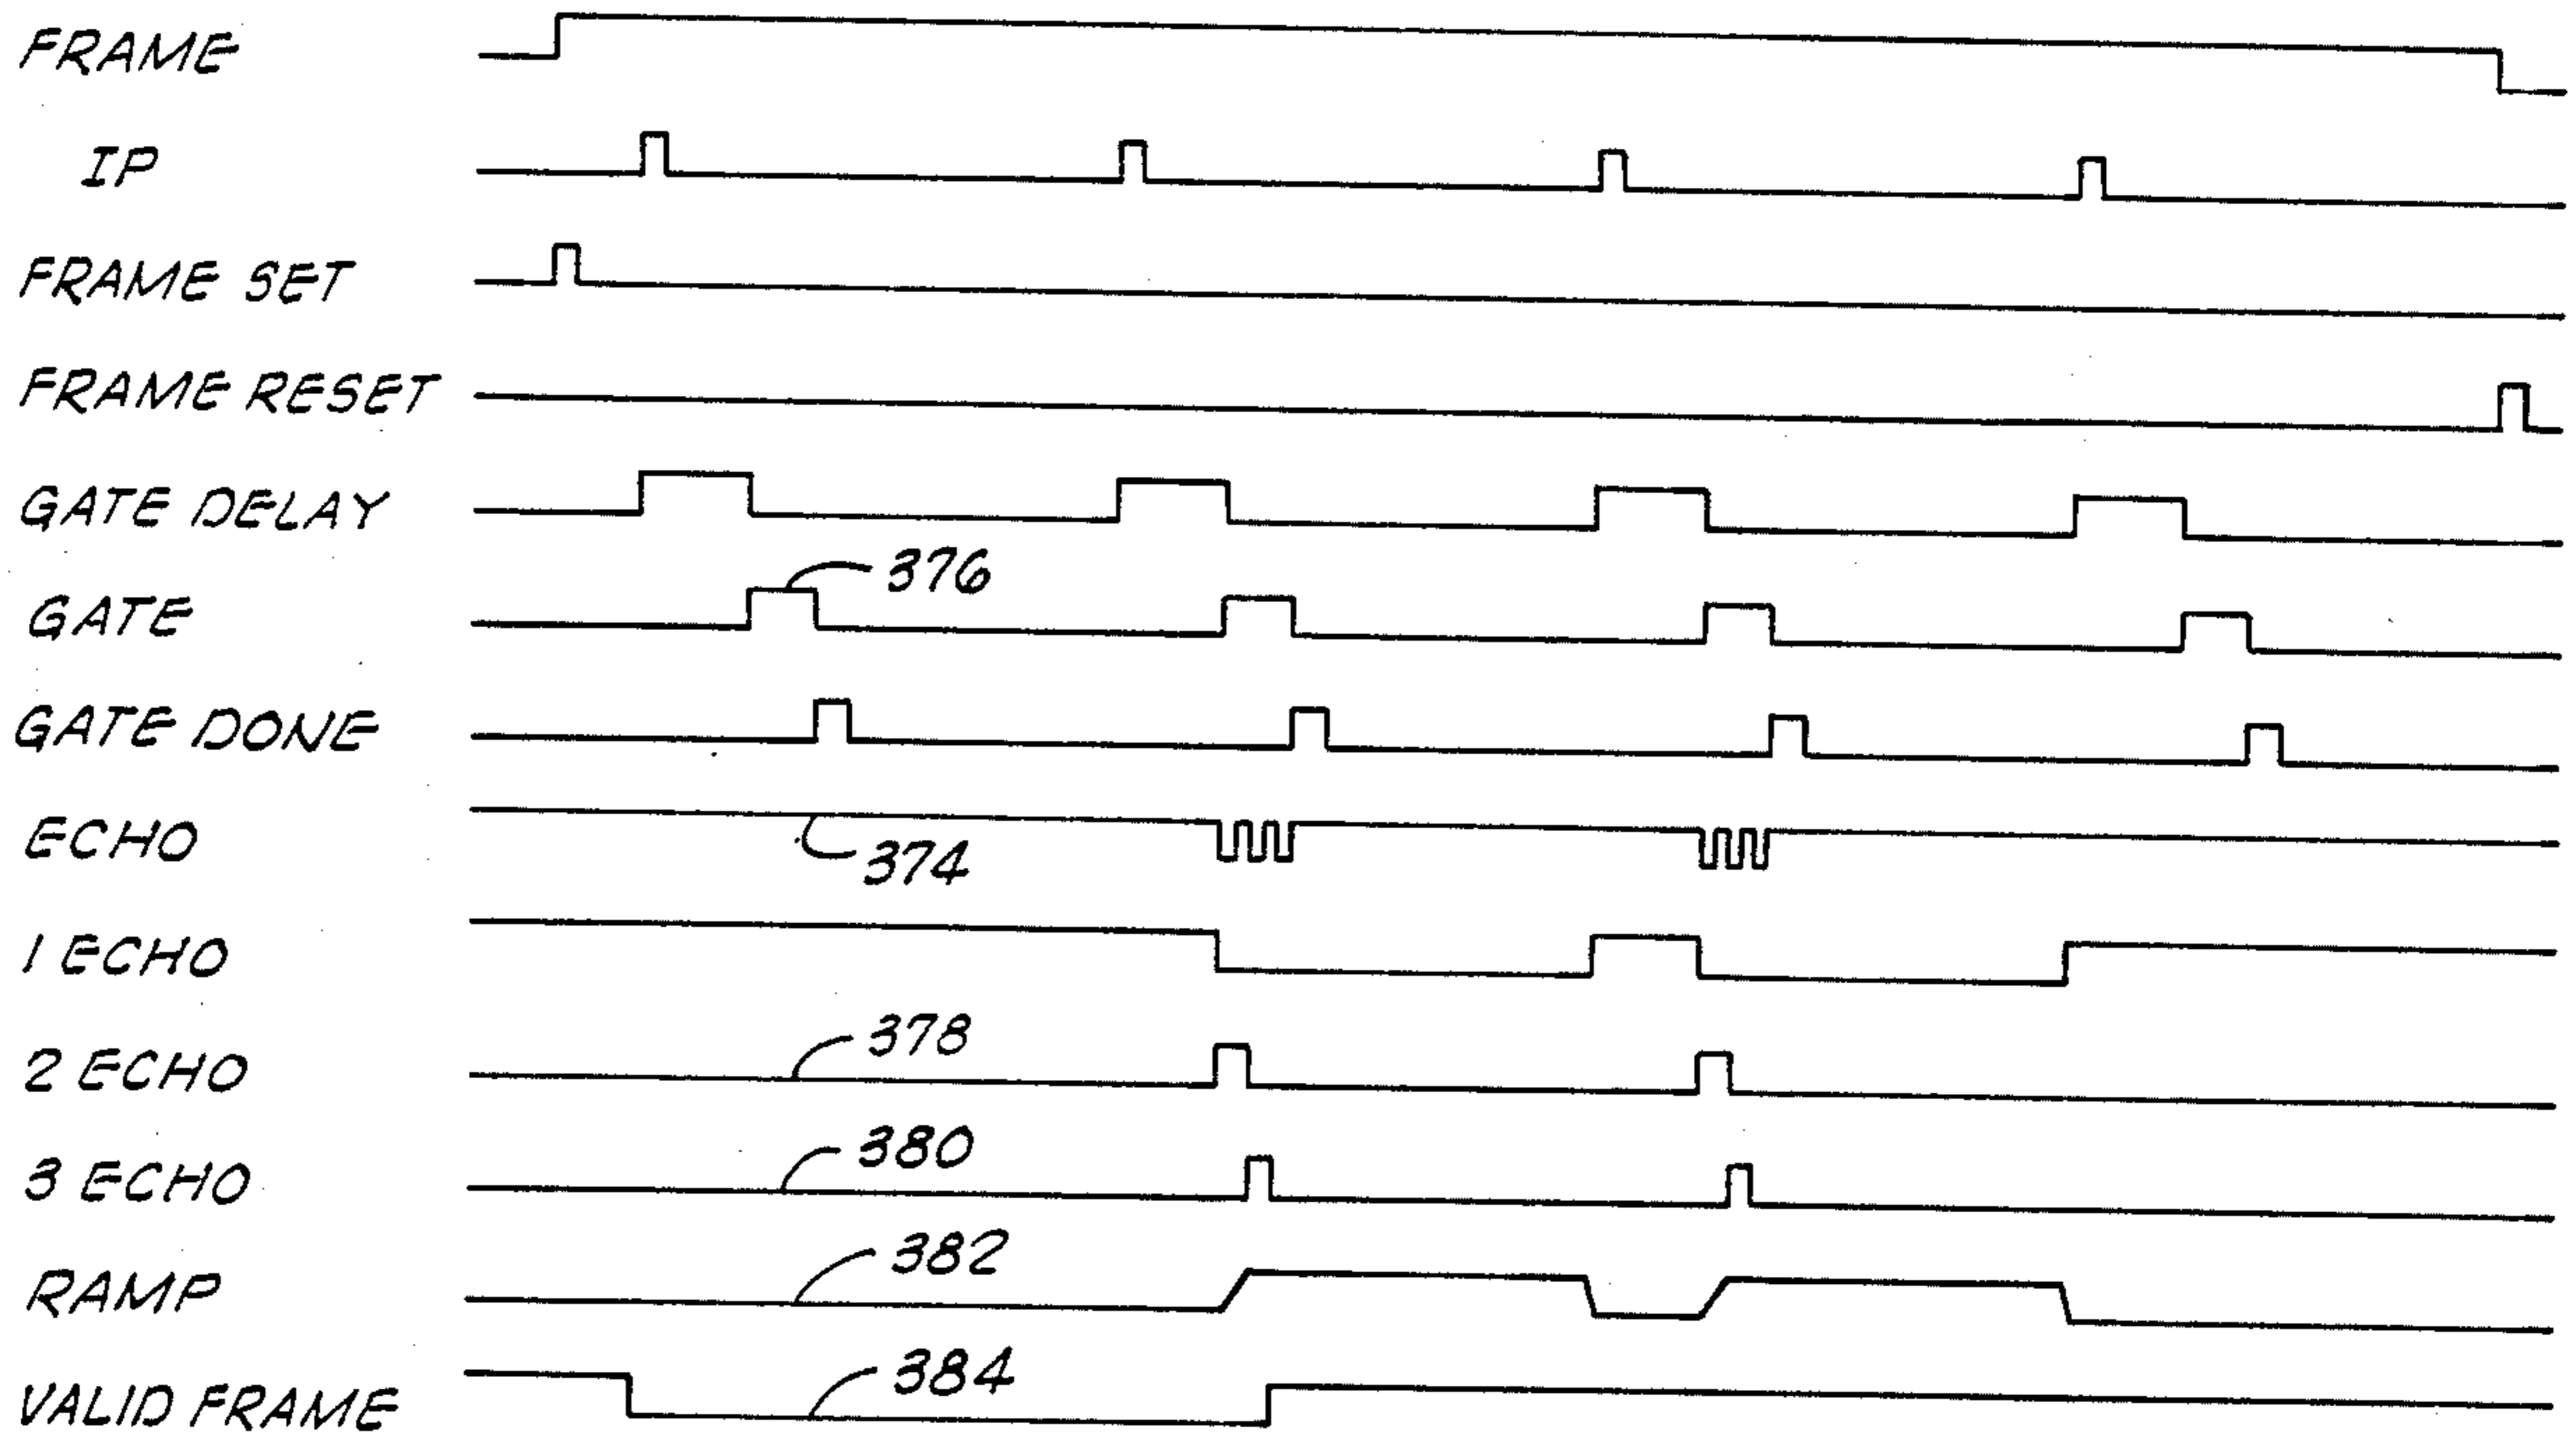 FRAME
IP
FRAME SET
FRAME RESET
GATE DELAY
376
GATE
GATE DONE
ECHO
374
1 ECHO
378
2 ECHO
380
3 ECHO
382
RAMP
384
VALID FRAME